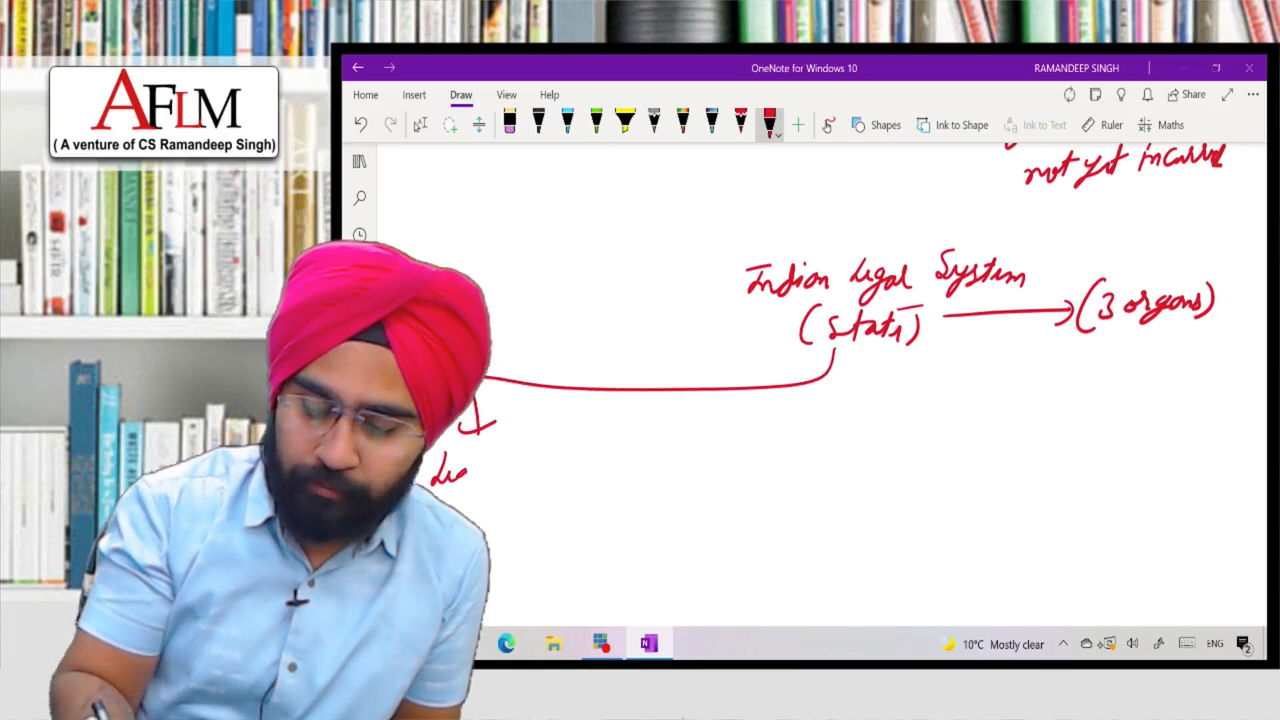 AFLM
( A venture of CS Ramandeep Singh)
OneNote for Windows 10
RAMANDEEP SINGH
Home Insert Draw View Help
Share
Shapes Ink to Shape Ink to Text Ruler Maths
not yet
Indian Legal System
(State) → (3 organs)
10°C Mostly clear
ENG
2